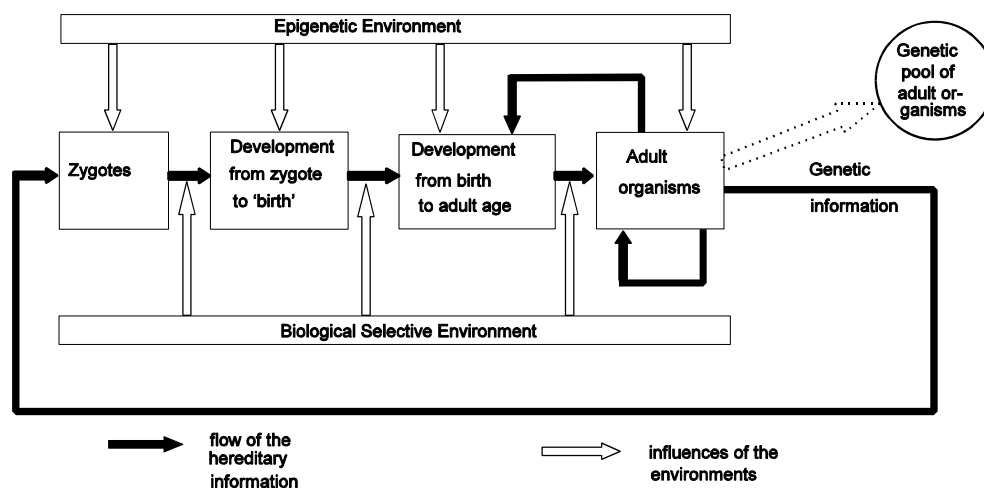 Epigenetic Environment
Genetic
pool of
adult or-
ganisms
Zygotes
Development
from zygote
to ‘birth’
Development
from birth
to adult age
Adult
organisms
Genetic
information
Biological Selective Environment
flow of the
hereditary
information
influences of the
environments